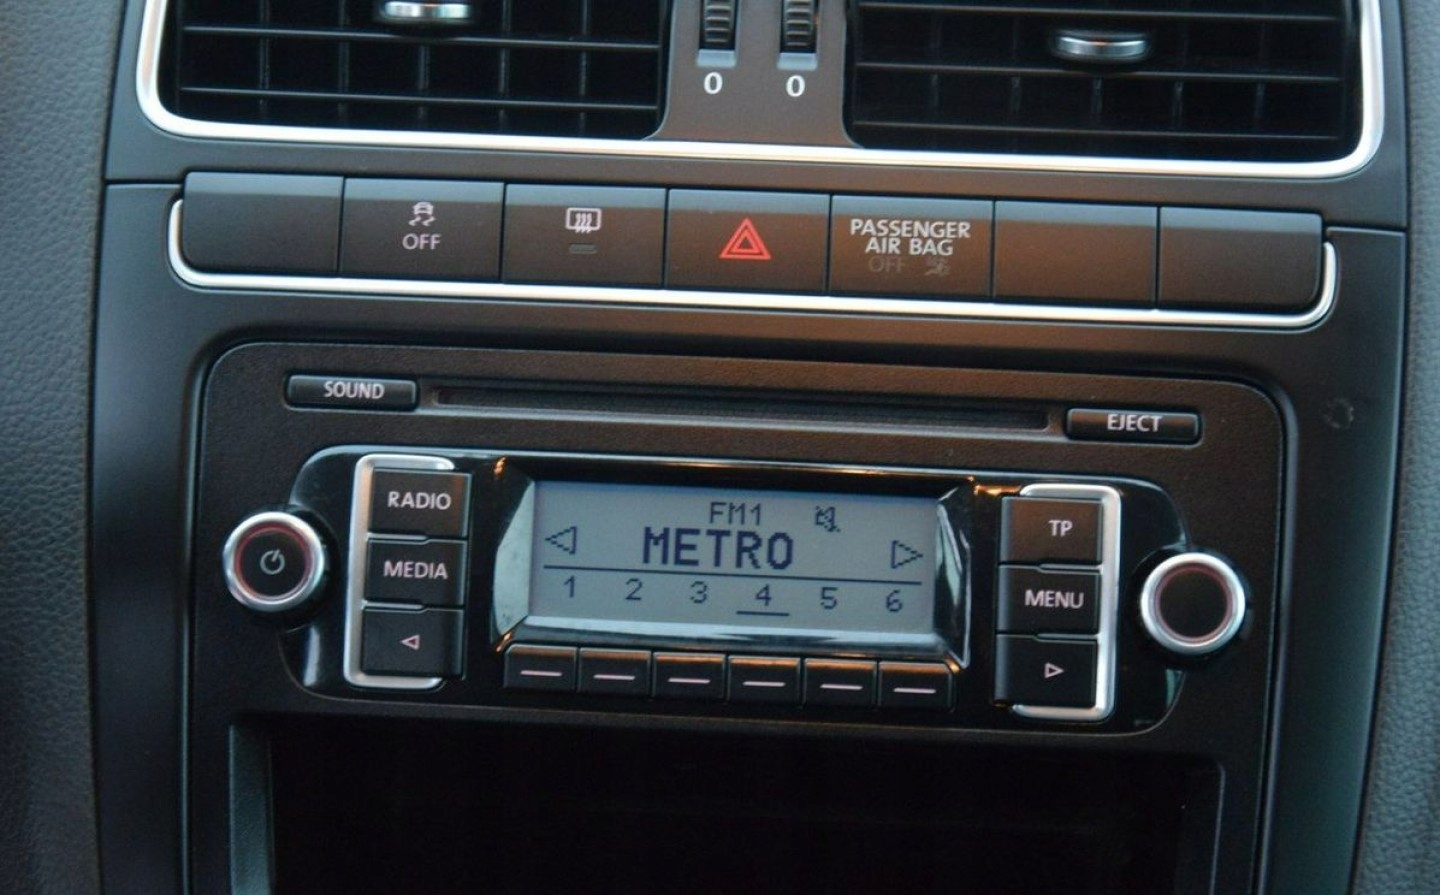 0 0
OFF
PASSENGER
AIR BAG
OFF
SOUND
EJECT
RADIO
MEDIA
FM1
METRO
1 2 3 4 5 6
TP
MENU